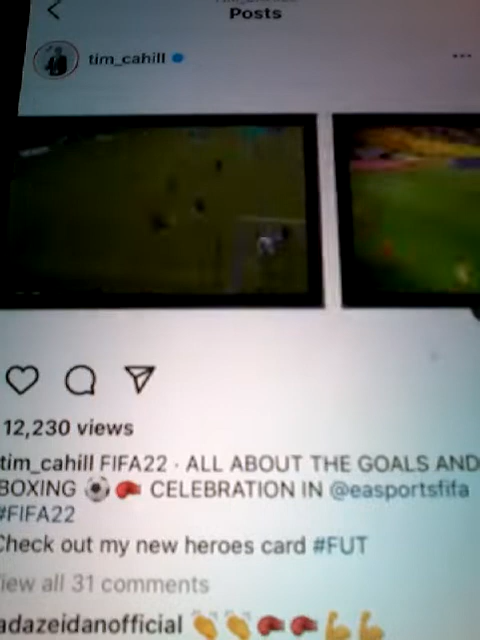 Posts
tim_cahill
12,230 views
tim_cahill FIFA22 · ALL ABOUT THE GOALS AND
BOXING ⚽🥊 CELEBRATION IN @easportsfifa
#FIFA22
Check out my new heroes card #FUT
iew all 31 comments
adazeidanofficial 👏👏🥊🥊💪💪